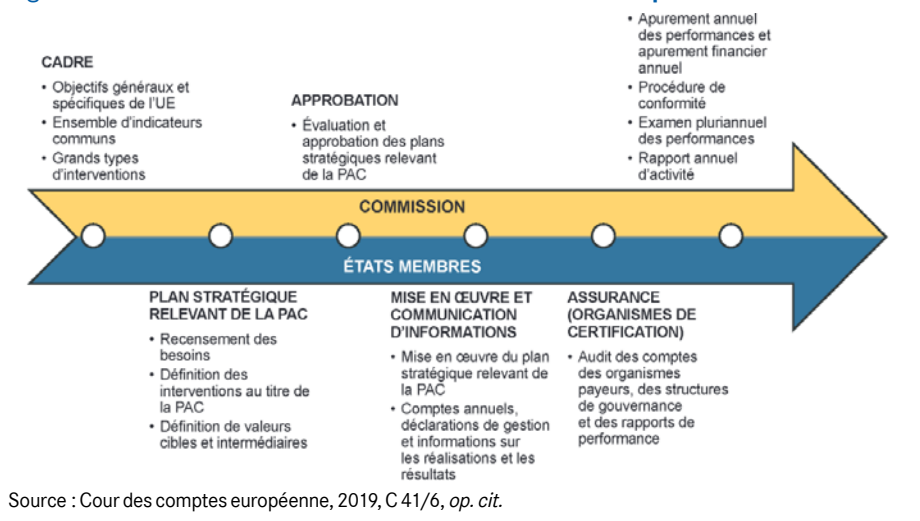 CADRE
• Objectifs généraux et
spécifiques de l'UE
• Ensemble d'indicateurs
communs
• Grands types
d'interventions
APPROBATION
• Évaluation et
approbation des plans
stratégiques relevant
de la PAC
• Apurement annuel
des performances et
apurement financier
annuel
• Procédure de
conformité
• Examen pluriannuel
des performances
• Rapport annuel
d'activité
COMMISSION
ÉTATS MEMBRES
PLAN STRATÉGIQUE
RELEVANT DE LA PAC
• Recensement des
besoins
• Définition des
interventions au titre de
la PAC
• Définition de valeurs
cibles et intermédiaires
MISE EN ŒUVRE ET
COMMUNICATION
D'INFORMATIONS
• Mise en œuvre du plan
stratégique relevant de
la PAC
• Comptes annuels,
déclarations de gestion
et informations sur
les réalisations et les
résultats
ASSURANCE
(ORGANISMES DE
CERTIFICATION)
• Audit des comptes
des organismes
payeurs, des structures
de gouvernance
et des rapports de
performance
Source : Cour des comptes européenne, 2019, C 41/6, op. cit.